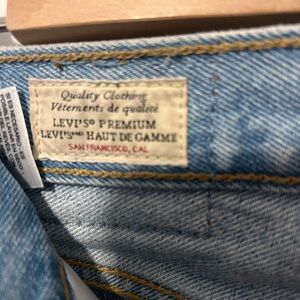 Quality Clothing
Vêtements de qualité
LEVI'S® PREMIUM
LEVI'S® HAUT DE GAMME
SAN FRANCISCO, CAL